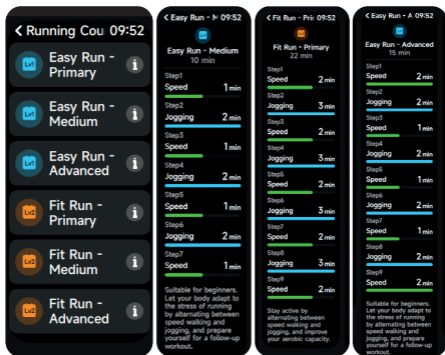 < Running Cou 09:52
Lv1
Easy Run -
Primary
Lv1
Easy Run -
Medium
Lv1
Easy Run -
Advanced
Lv2
Fit Run -
Primary
Lv2
Fit Run -
Medium
Lv2
Fit Run -
Advanced
< Easy Run - M 09:52
Easy Run - Medium
10 min
Step1
Speed 1 min
Step2
Jogging 2 min
Step3
Speed 1 min
Step4
Jogging 2 min
Step5
Speed 1 min
Step6
Jogging 2 min
Step7
Speed 1 min
Suitable for beginners.
Let your body adapt to
the stress of running
by alternating between
speed walking and
jogging, and prepare
yourself for a follow-up
workout.
< Fit Run - Pri 09:52
Fit Run - Primary
22 min
Step1
Speed 2 min
Step2
Jogging 3 min
Step3
Speed 2 min
Step4
Jogging 3 min
Step5
Speed 2 min
Step6
Jogging 3 min
Step7
Speed 2 min
Step8
Jogging 3 min
Step9
Speed 2 min
Stay active by
alternating between
speed walking and
jogging, and improve
your aerobic capacity.
< Easy Run - A 09:52
Easy Run - Advanced
15 min
Step1
Speed 2 min
Step2
Jogging 2 min
Step3
Speed 1 min
Step4
Jogging 2 min
Step5
Speed 1 min
Step6
Jogging 2 min
Step7
Speed 1 min
Step8
Jogging 2 min
Step9
Speed 2 min
Suitable for beginners.
Let your body adapt to
the stress of running
by alternating between
speed walking and
jogging, and prepare
yourself for a follow-up
workout.